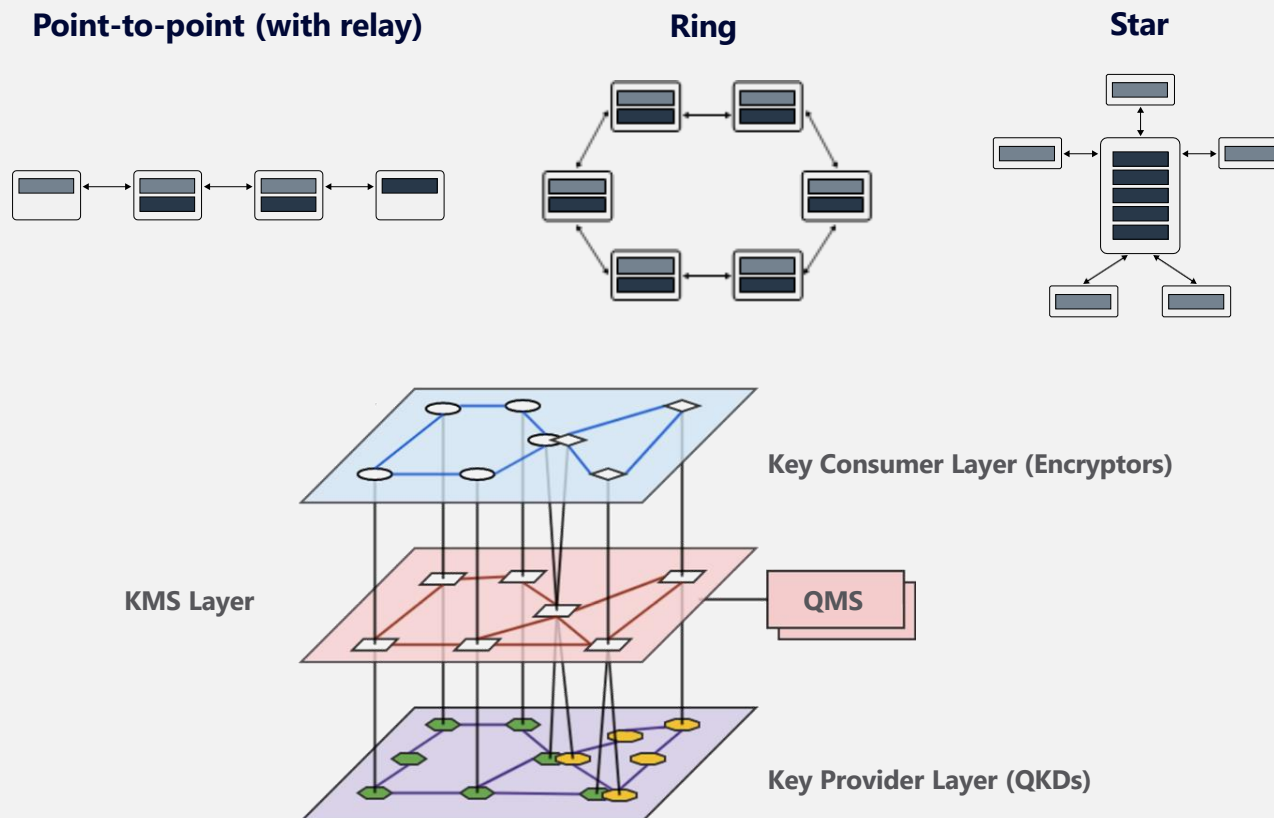 Point-to-point (with relay)
Ring
Star
Key Consumer Layer (Encryptors)
KMS Layer
QMS
Key Provider Layer (QKDs)